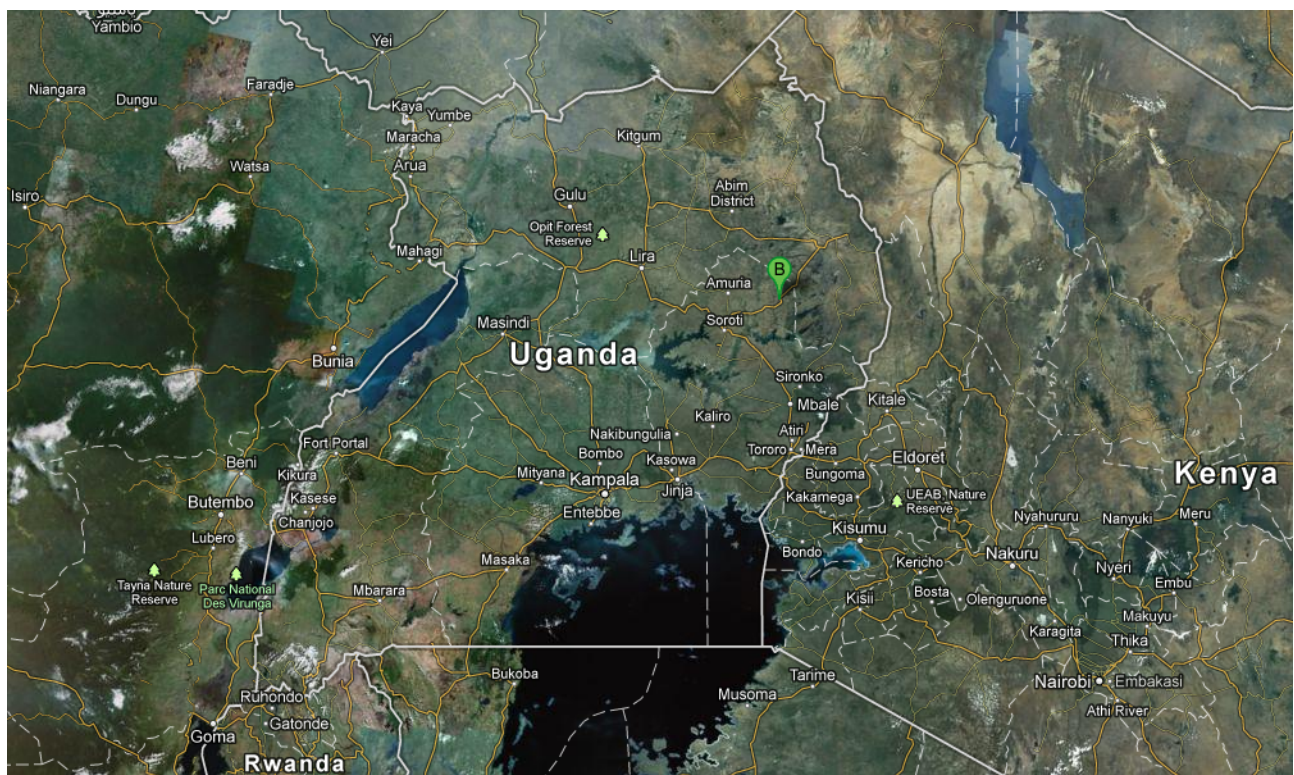 يامبيو
Yambio
Yei
Niangara
Dungu
Faradje
Kaya
Yumbe
Maracha
Kitgum
Watsa
Arua
Isiro
Gulu
Abim
District
Opit Forest
Reserve
Mahagi
Lira
B
Amuria
Masindi
Soroti
Bunia
Uganda
Sironko
Mbale
Kitale
Kaliro
Atiri
Nakibungulia
Fort Portal
Bombo
Kasowa
Tororo
Mera
Eldoret
Beni
Kikura
Mityana
Kampala
Jinja
Bungoma
Kenya
Butembo
Kasese
Entebbe
Kakamega
UEAB, Nature
Reserve
Chanjojo
Nyahururu
Nanyuki
Meru
Lubero
Kisumu
Bondo
Masaka
Kericho
Nakuru
Nyeri
Tayna Nature
Reserve
Parc National
Des Virunga
Mbarara
Embu
Kisii
Bosta
Olenguruone
Makuyu
Karagita
Thika
Bukoba
Tarime
Nairobi
Embakasi
Ruhondo
Musoma
Gatonde
Athi River
Goma
Rwanda